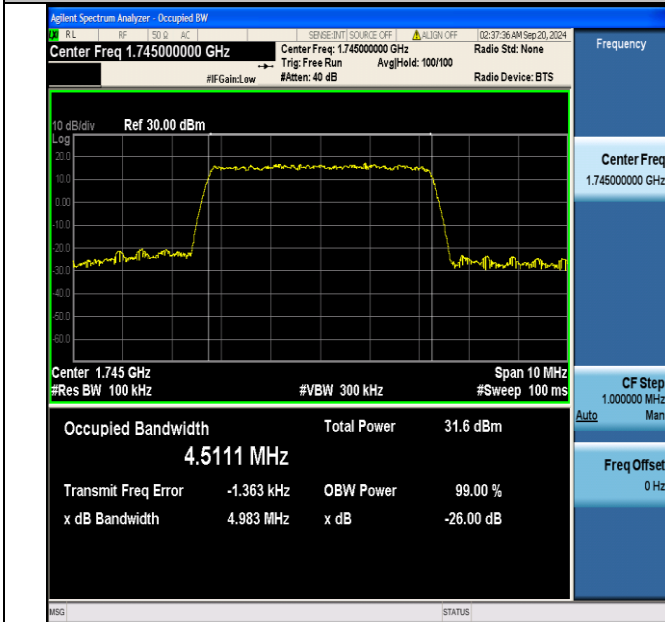 Agilent Spectrum Analyzer - Occupied BW
RL RF 50 Ω AC SENSE:INT SOURCE OFF ALIGN OFF 02:37:36 AM Sep 20, 2024
Center Freq 1.745000000 GHz
Center Freq: 1.745000000 GHz
Radio Std: None
Trig: Free Run Avg|Hold: 100/100
#IFGain:Low
#Atten: 40 dB
Radio Device: BTS
10 dB/div Ref 30.00 dBm
Log
20.0
10.0
0.00
-10.0
-20.0
-30.0
-40.0
-50.0
-60.0
Center 1.745 GHz
Span 10 MHz
#Res BW 100 kHz
#VBW 300 kHz
#Sweep 100 ms
Occupied Bandwidth
4.5111 MHz
Total Power 31.6 dBm
Transmit Freq Error -1.363 kHz
OBW Power 99.00 %
x dB Bandwidth 4.983 MHz
x dB -26.00 dB
MSG
STATUS
Frequency
Center Freq
1.745000000 GHz
CF Step
1.000000 MHz
Auto Man
Freq Offset
0 Hz